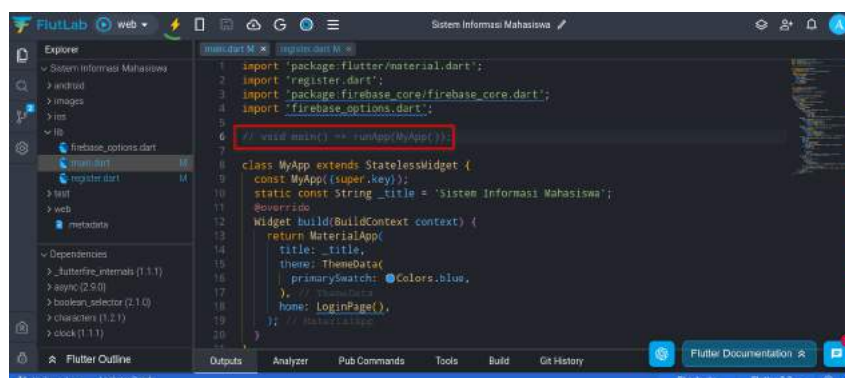 FlutLab web Sistem Informasi Mahasiswa
Explorer
main.dart M × register.dart M ×
Sistem Informasi Mahasiswa
android
images
ios
lib
firebase_options.dart
main.dart M
register.dart M
test
web
metadata
Dependencies
_flutterfire_internals (1.1.1)
async (2.9.0)
boolean_selector (2.1.0)
characters (1.2.1)
clock (1.1.1)
Flutter Outline
1 import 'package:flutter/material.dart';
2 import 'register.dart';
3 import 'package:firebase_core/firebase_core.dart';
4 import 'firebase_options.dart';
5
6 // void main() => runApp(MyApp());
7
8 class MyApp extends StatelessWidget {
9 const MyApp({super.key});
10 static const String _title = 'Sistem Informasi Mahasiswa';
11 @override
12 Widget build(BuildContext context) {
13 return MaterialApp(
14 title: _title,
15 theme: ThemeData(
16 primarySwatch: Colors.blue,
17 ), // ThemeData
18 home: LoginPage(),
19 ); // MaterialApp
20 }
Outputs Analyzer Pub Commands Tools Build Git History
Flutter Documentation